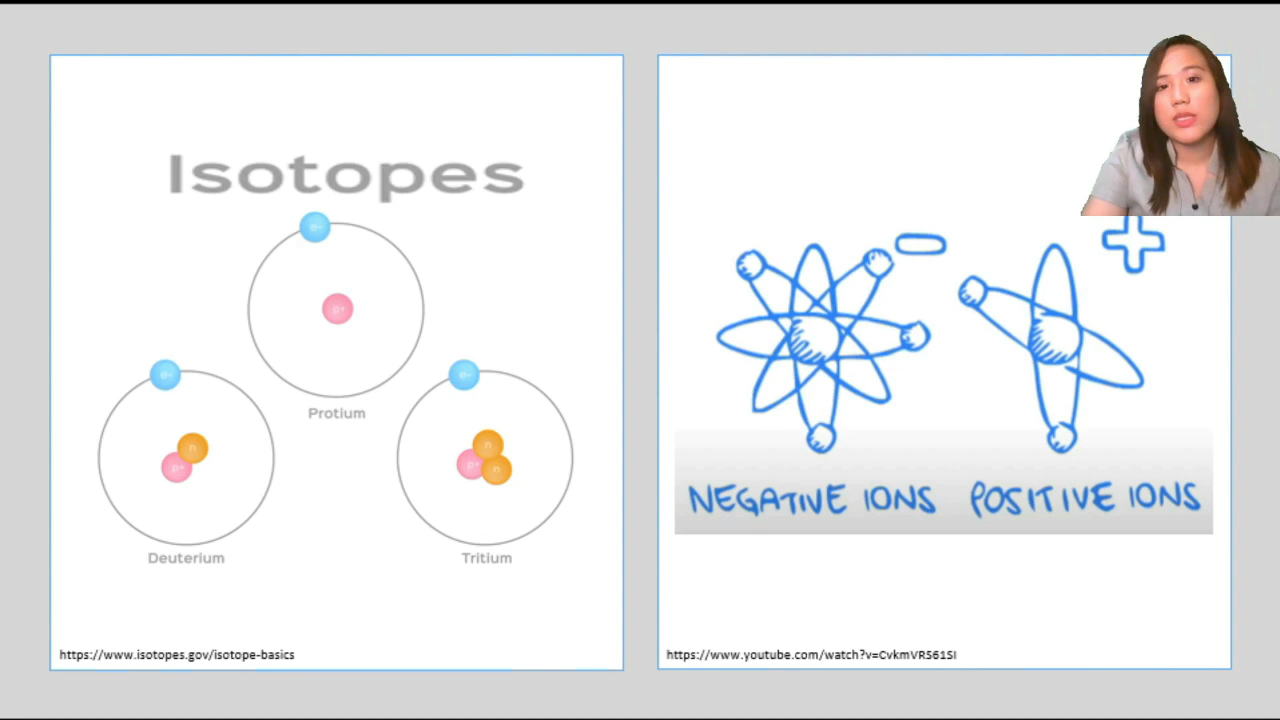 Isotopes
e-
p+
Protium
e-
n
p+
Deuterium
e-
n
p+
n
Tritium
https://www.isotopes.gov/isotope-basics
−
+
NEGATIVE IONS
POSITIVE IONS
https://www.youtube.com/watch?v=CvkmVR561SI